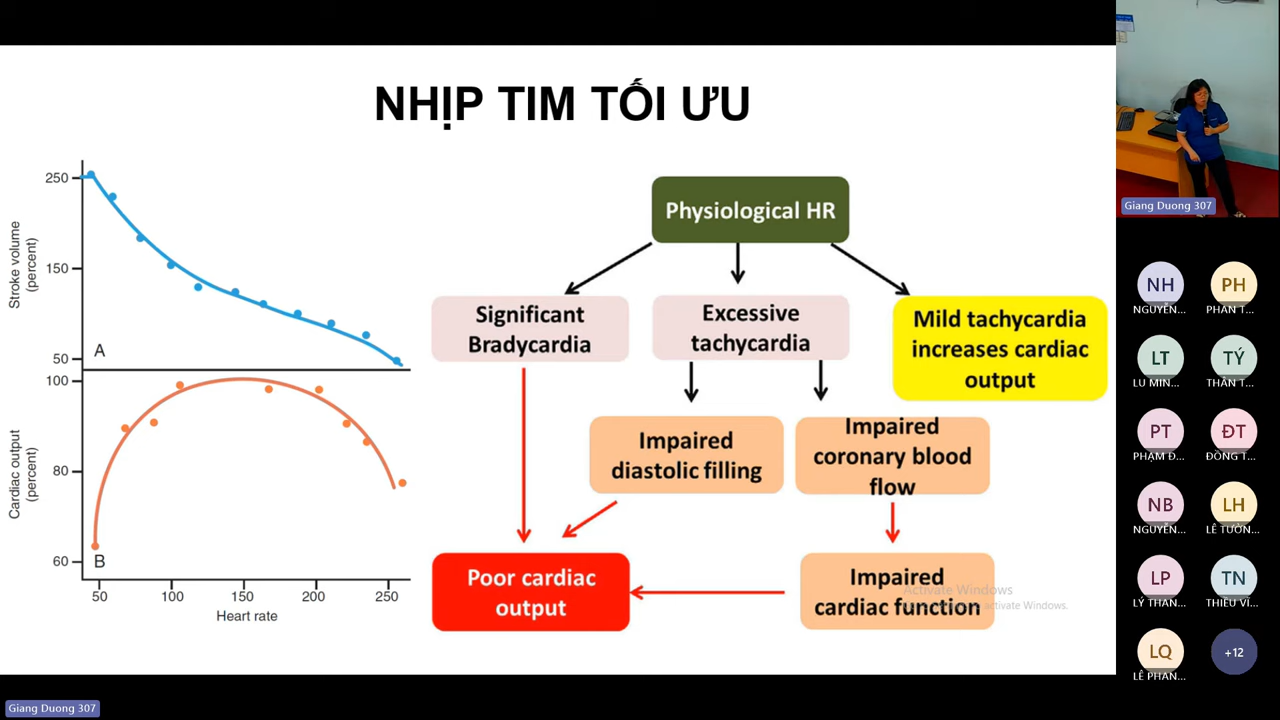 NHỊP TIM TỐI ƯU
250
150
50
Stroke volume
(percent)
A
100
80
60
Cardiac output
(percent)
B
50
100
150
200
250
Heart rate
Physiological HR
Significant
Bradycardia
Excessive
tachycardia
Mild tachycardia
increases cardiac
output
Impaired
diastolic filling
Impaired
coronary blood
flow
Poor cardiac
output
Impaired
cardiac function
Activate Windows
activate Windows.
Giang Duong 307
NH
NGUYỄN...
PH
PHAN T...
LT
LU MIN...
TÝ
THÂN T...
PT
PHẠM Đ...
ĐT
ĐỒNG T...
NB
NGUYỄN...
LH
LÊ TƯỜN...
LP
LÝ THAN...
TN
THIỀU VĨ...
LQ
LÊ PHAN...
+12
Giang Duong 307